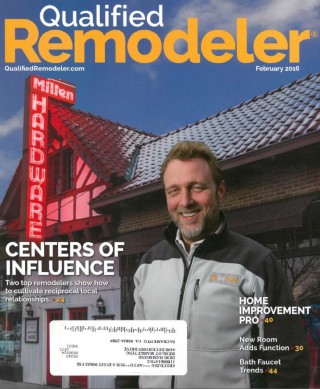 Qualified
Remodeler®
QualifiedRemodeler.com
February 2016
Millen
HARDWARE
CENTERS OF
INFLUENCE
Two top remodelers show how
to cultivate reciprocal local
relationships · 24
HOME
IMPROVEMENT
PRO · 40
New Room
Adds Function · 30
Bath Faucet
Trends · 44